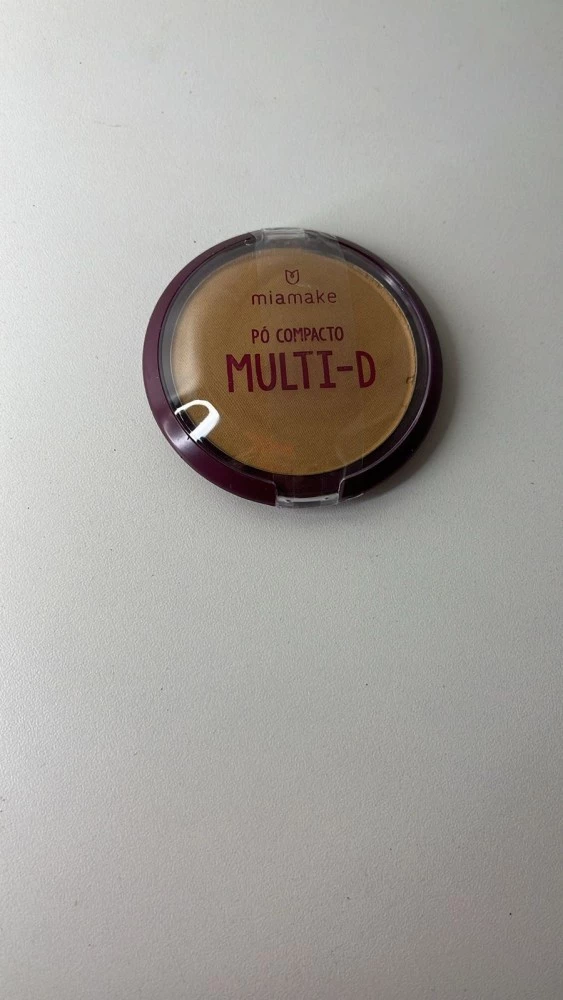 miamake
PÓ COMPACTO
MULTI-D